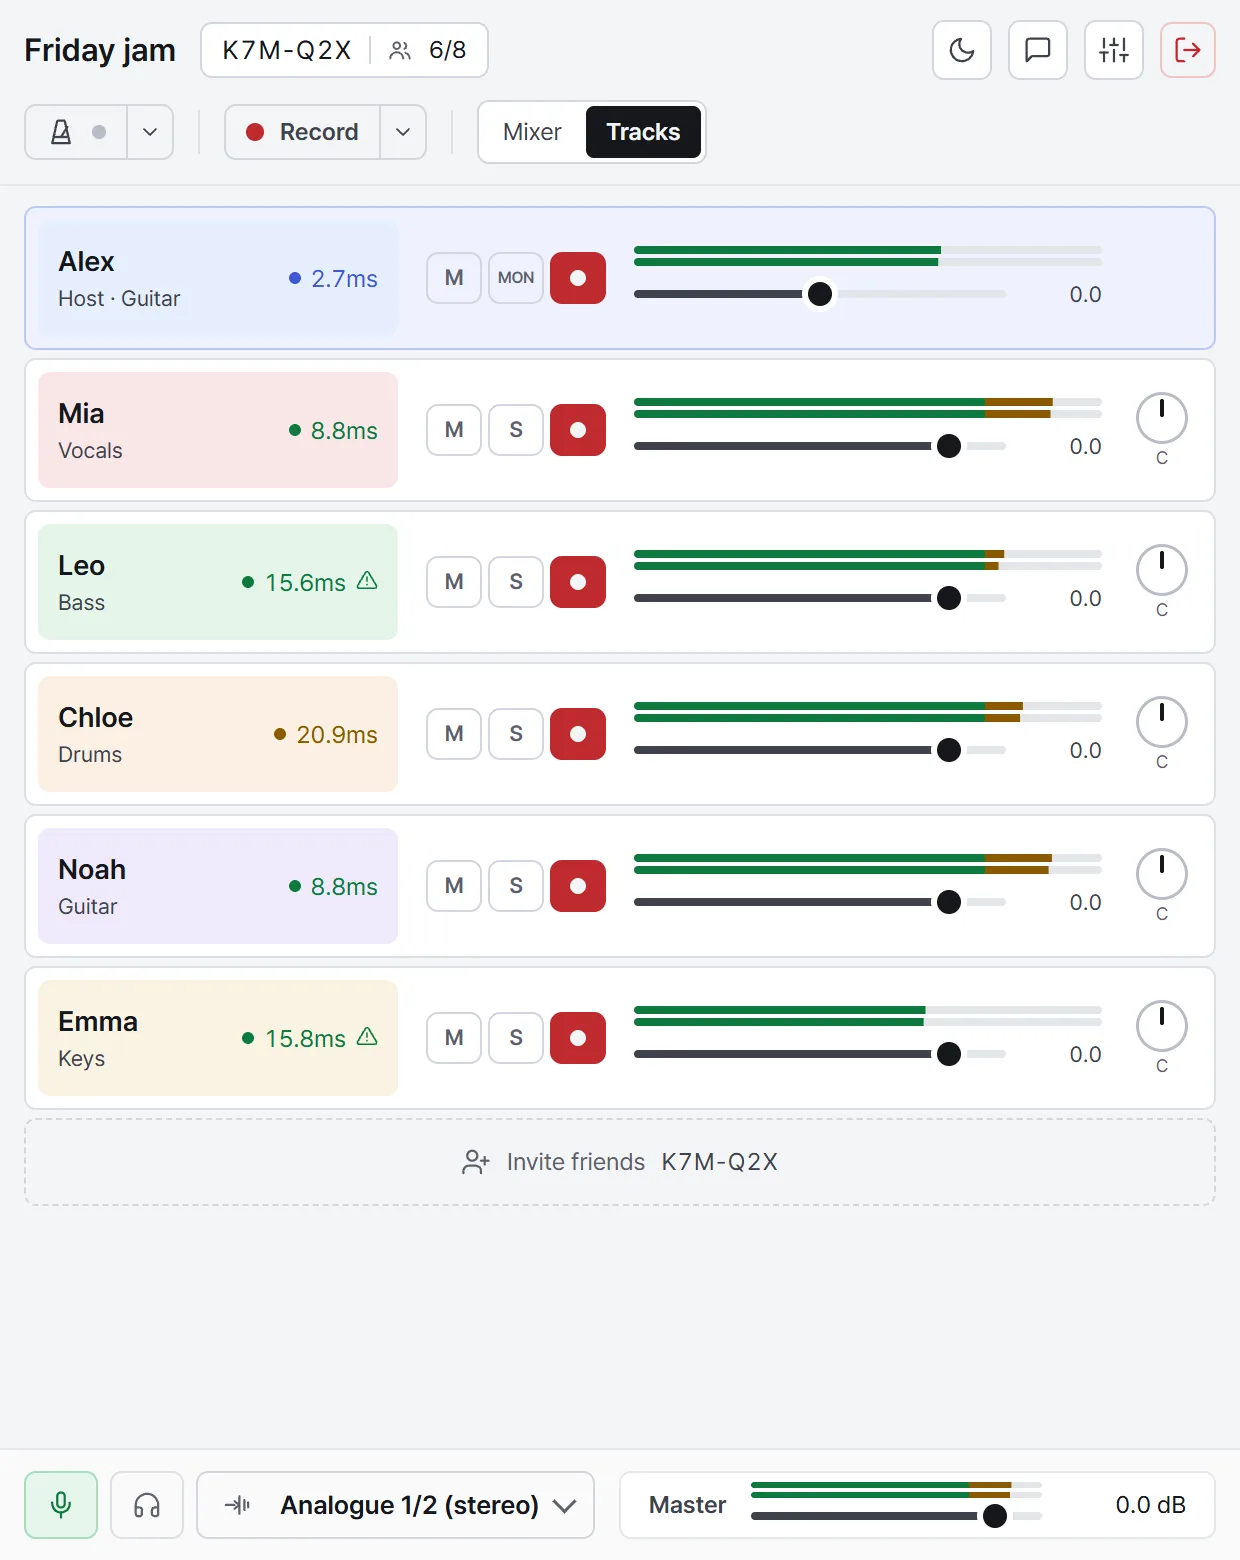 Friday jam
K7M-Q2X 6/8
Record
Mixer Tracks
Alex
Host · Guitar
2.7ms
M MON
0.0
Mia
Vocals
8.8ms
M S
0.0
C
Leo
Bass
15.6ms
M S
0.0
C
Chloe
Drums
20.9ms
M S
0.0
C
Noah
Guitar
8.8ms
M S
0.0
C
Emma
Keys
15.8ms
M S
0.0
C
Invite friends K7M-Q2X
Analogue 1/2 (stereo)
Master
0.0 dB